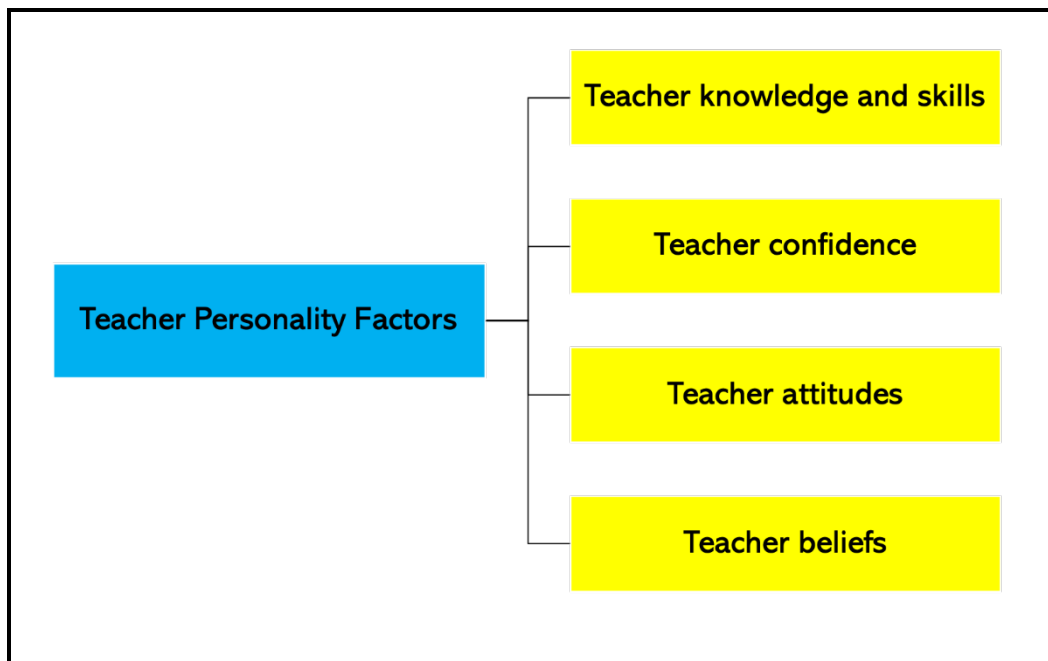 Teacher Personality Factors
Teacher knowledge and skills
Teacher confidence
Teacher attitudes
Teacher beliefs